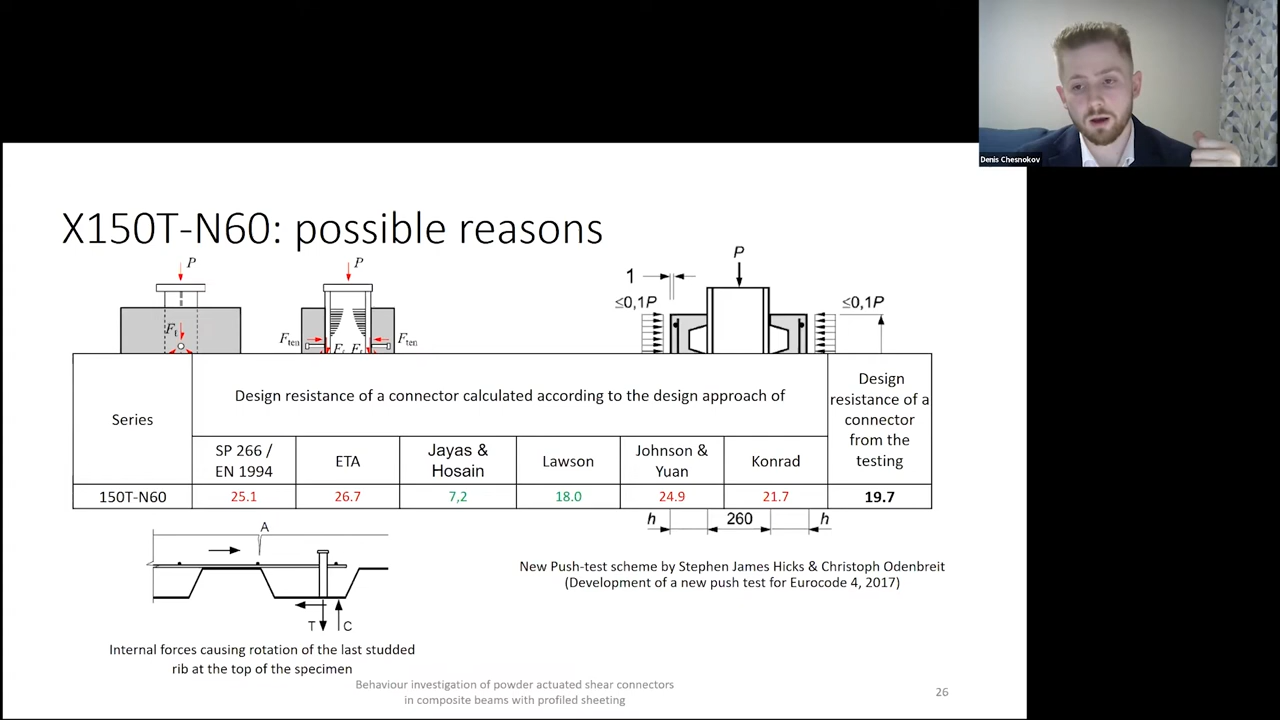 Denis Chesnokov
X150T-N60: possible reasons
P
P
P
1
≤0,1P
≤0,1P
Ften
Ften
Series
Design resistance of a connector calculated according to the design approach of
Design
resistance of a
connector
from the
testing
SP 266 /
EN 1994
ETA
Jayas &
Hosain
Lawson
Johnson &
Yuan
Konrad
150T-N60
25.1
26.7
7,2
18.0
24.9
21.7
19.7
h
260
h
A
T
C
New Push-test scheme by Stephen James Hicks & Christoph Odenbreit
(Development of a new push test for Eurocode 4, 2017)
Internal forces causing rotation of the last studded
rib at the top of the specimen
Behaviour investigation of powder actuated shear connectors
in composite beams with profiled sheeting
26